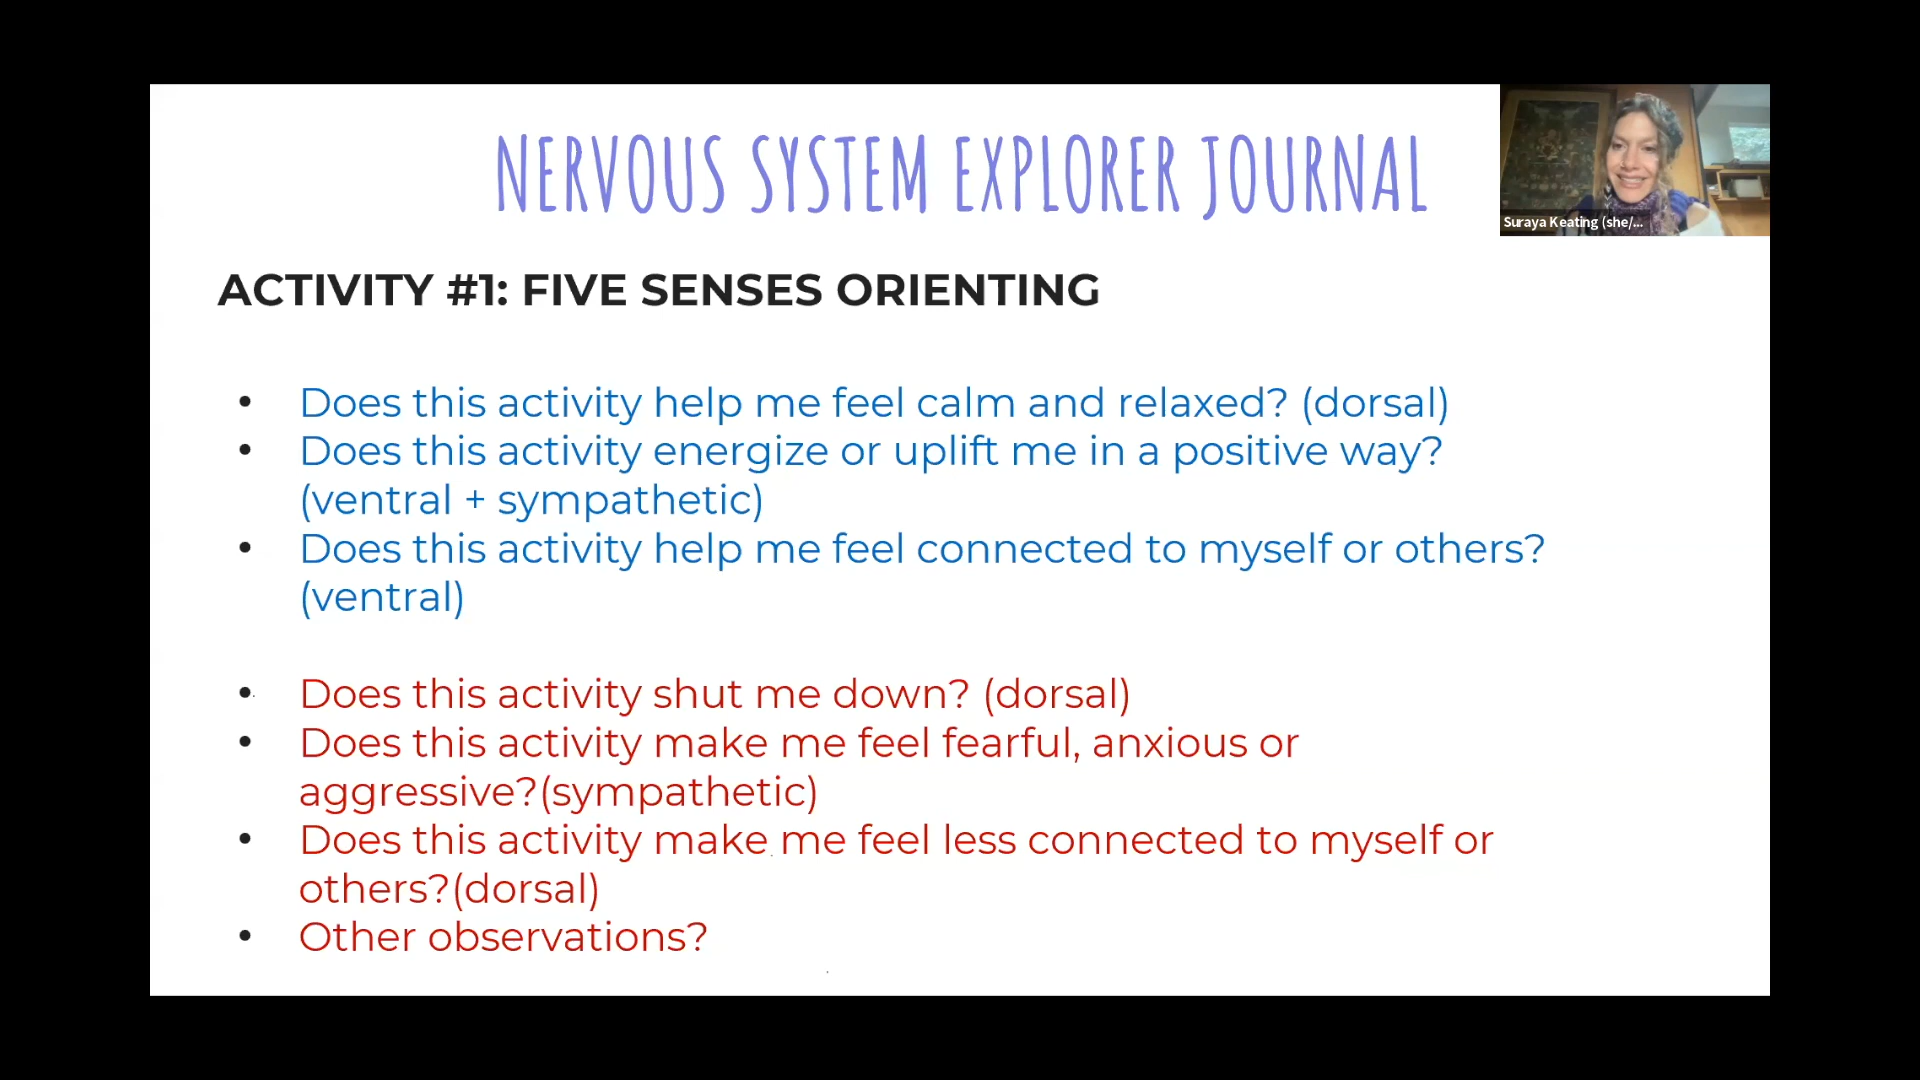 NERVOUS SYSTEM EXPLORER JOURNAL
Suraya Keating (she/...
ACTIVITY #1: FIVE SENSES ORIENTING
• Does this activity help me feel calm and relaxed? (dorsal)
• Does this activity energize or uplift me in a positive way?
(ventral + sympathetic)
• Does this activity help me feel connected to myself or others?
(ventral)
• Does this activity shut me down? (dorsal)
• Does this activity make me feel fearful, anxious or
aggressive?(sympathetic)
• Does this activity make me feel less connected to myself or
others?(dorsal)
• Other observations?